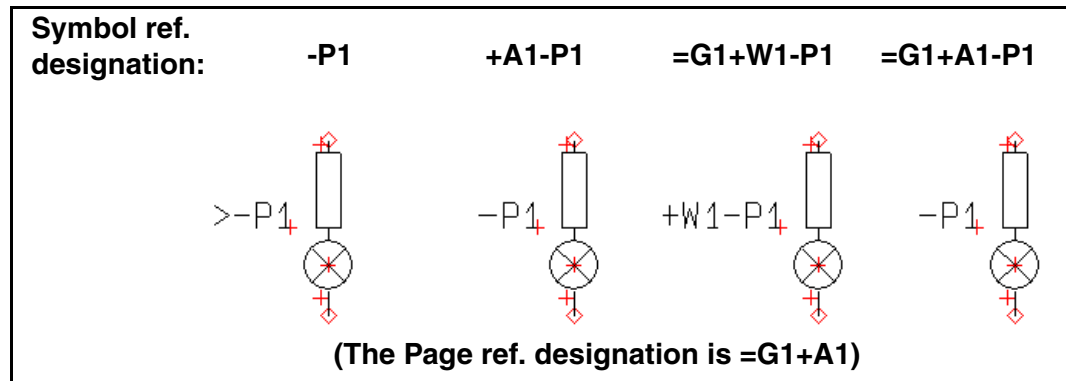 Symbol ref.
designation: -P1 +A1-P1 =G1+W1-P1 =G1+A1-P1
>-P1 -P1 +W1-P1 -P1
(The Page ref. designation is =G1+A1)